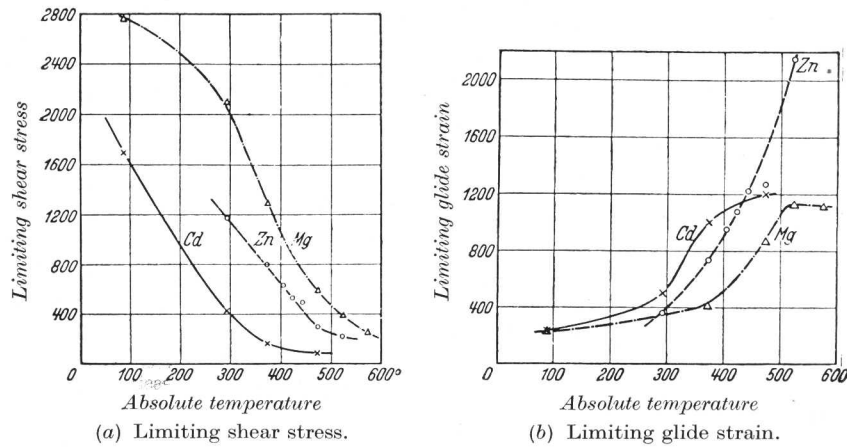 2800
2400
2000
1600
1200
800
400
0 100 200 300 400 500 600°
Limiting shear stress
Cd
Zn
Mg
Absolute temperature
(a) Limiting shear stress.
2000
1600
1200
800
400
0 100 200 300 400 500 600
Limiting glide strain
Zn
Cd
Mg
Absolute temperature
(b) Limiting glide strain.